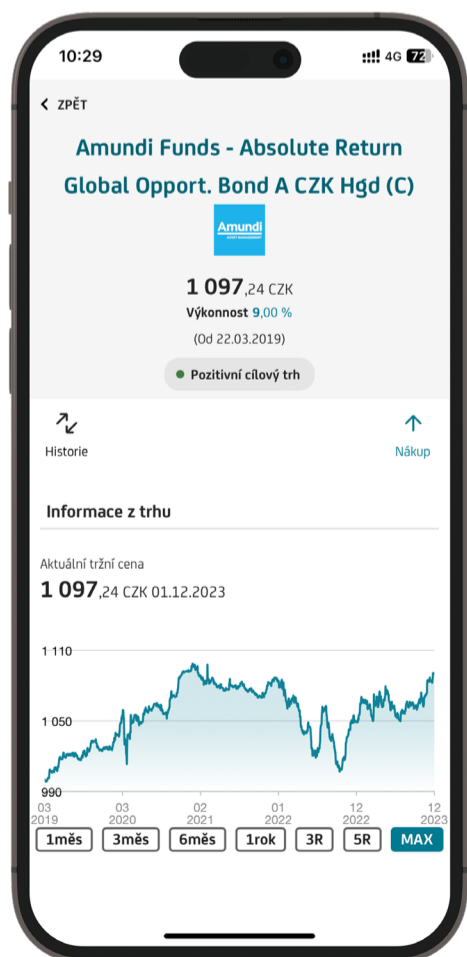 10:29
4G 72
ZPĚT
Amundi Funds - Absolute Return
Global Opport. Bond A CZK Hgd (C)
Amundi
ASSET MANAGEMENT
1 097,24 CZK
Výkonnost 9,00 %
(Od 22.03.2019)
Pozitivní cílový trh
Historie
Nákup
Informace z trhu
Aktuální tržní cena
1 097,24 CZK 01.12.2023
1 110
1 050
990
03 03 02 01 12 12
2019 2020 2021 2022 2022 2023
1měs 3měs 6měs 1rok 3R 5R MAX